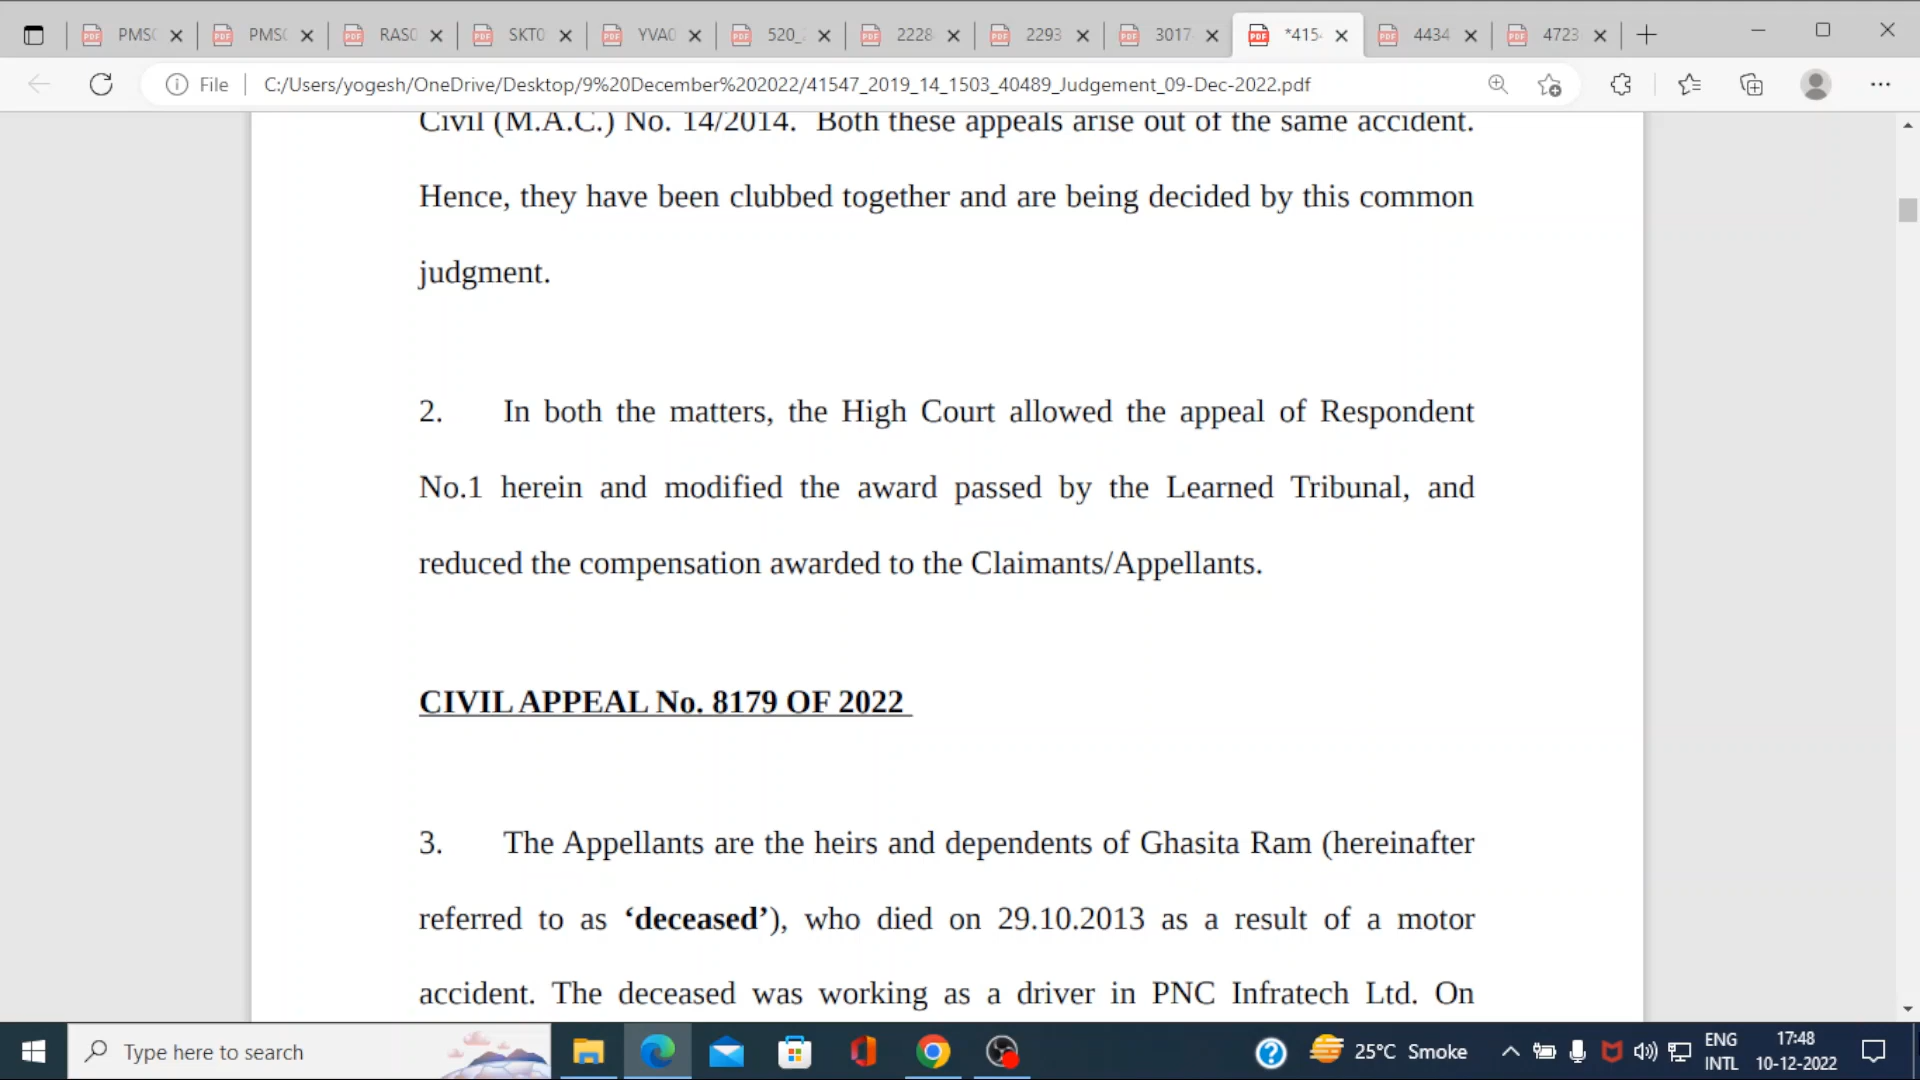 PMSC
PMSC
RAS0
SKT0
YVA0
520_
2228
2293
3017
*415
4434
4723
File
C:/Users/yogesh/OneDrive/Desktop/9%20December%202022/41547_2019_14_1503_40489_Judgement_09-Dec-2022.pdf
Civil (M.A.C.) No. 14/2014. Both these appeals arise out of the same accident.
Hence, they have been clubbed together and are being decided by this common
judgment.
2. In both the matters, the High Court allowed the appeal of Respondent
No.1 herein and modified the award passed by the Learned Tribunal, and
reduced the compensation awarded to the Claimants/Appellants.
CIVIL APPEAL No. 8179 OF 2022
3. The Appellants are the heirs and dependents of Ghasita Ram (hereinafter
referred to as ‘deceased’), who died on 29.10.2013 as a result of a motor
accident. The deceased was working as a driver in PNC Infratech Ltd. On
Type here to search
25°C Smoke
ENG
INTL
17:48
10-12-2022